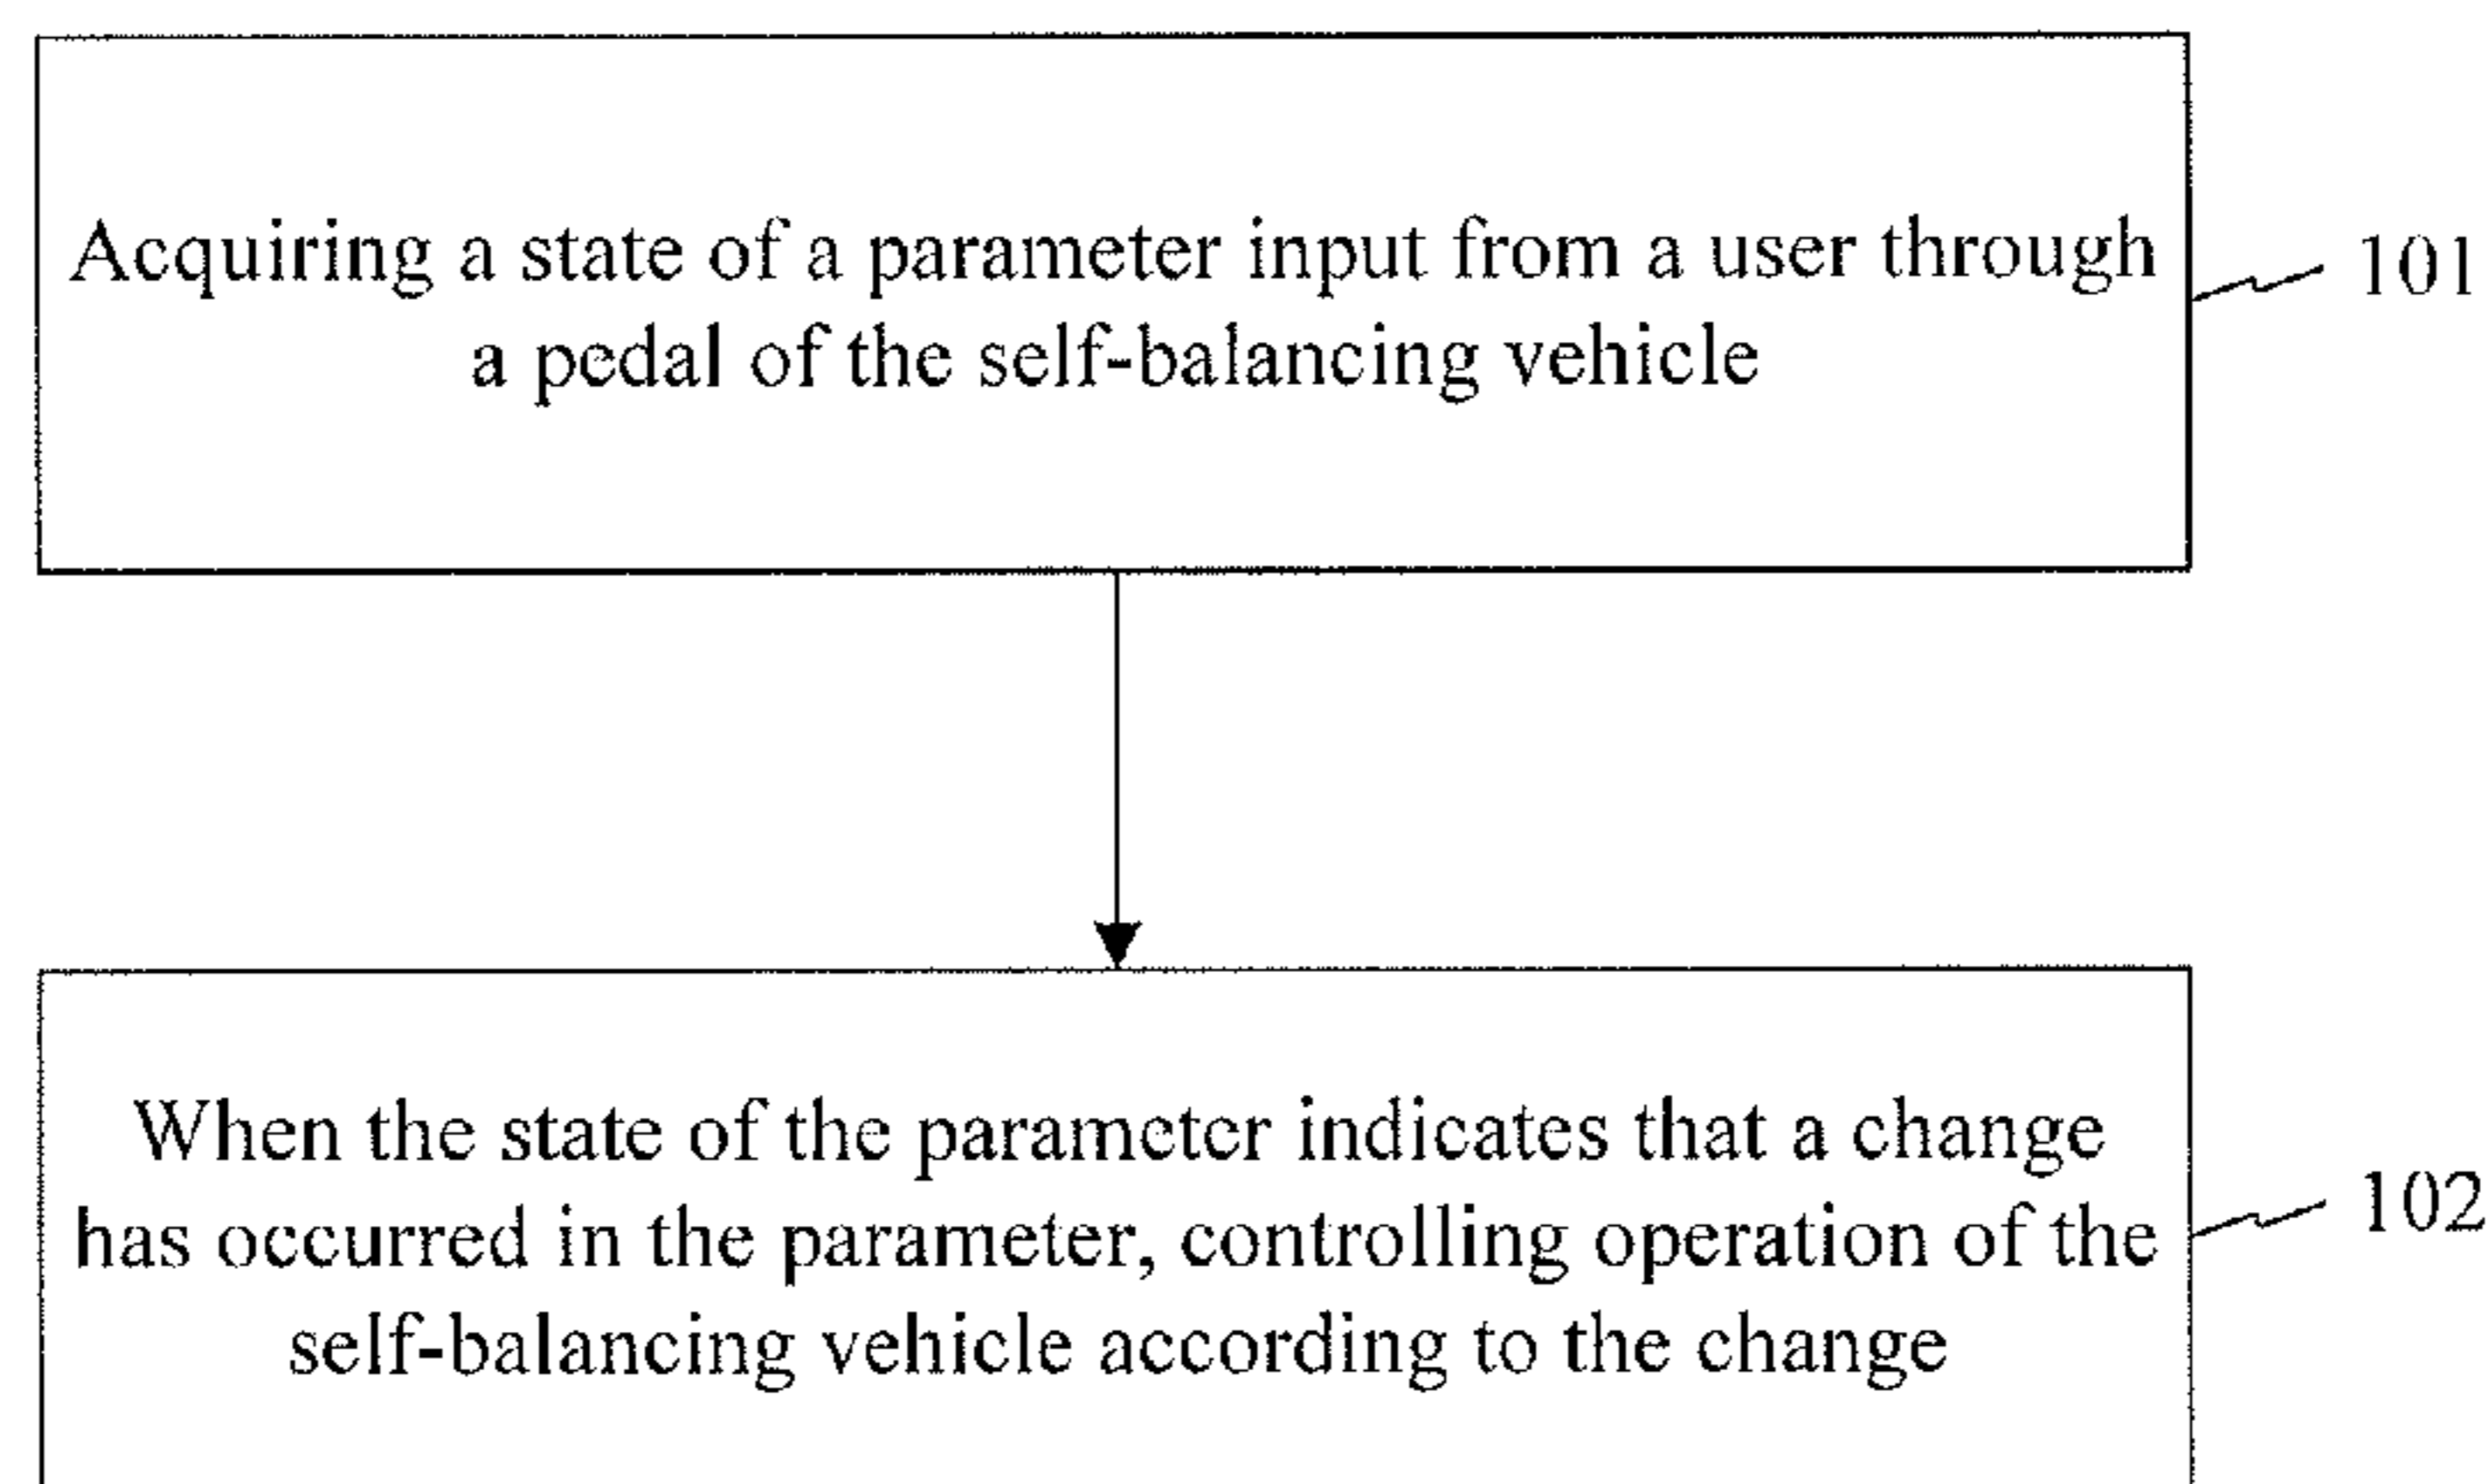 Acquiring a state of a parameter input from a user through
a pedal of the self-balancing vehicle
101
When the state of the parameter indicates that a change
has occurred in the parameter, controlling operation of the
self-balancing vehicle according to the change
102